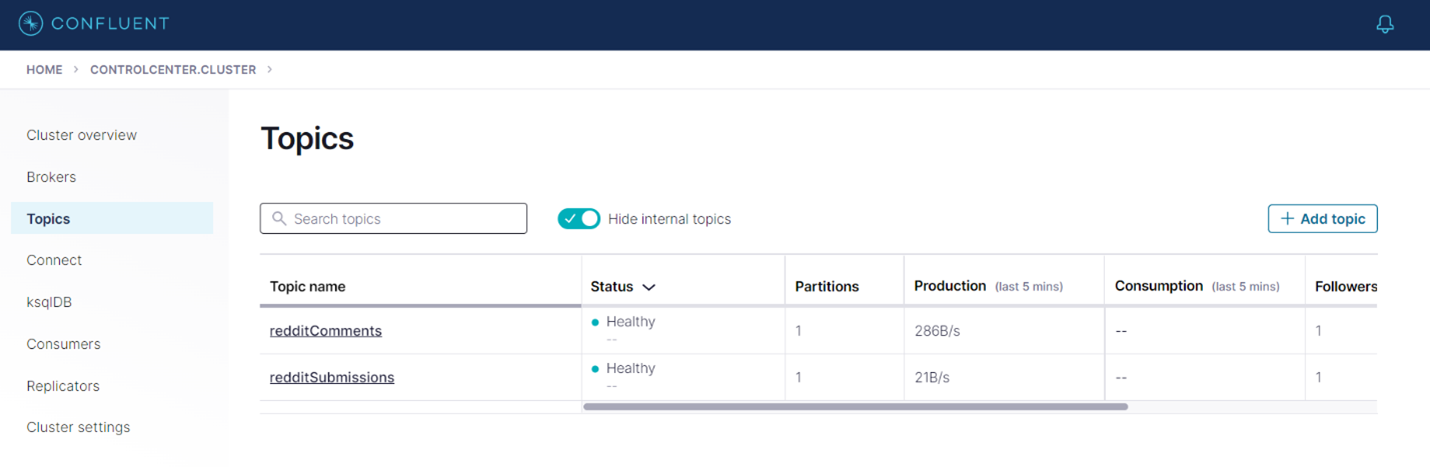 CONFLUENT
HOME > CONTROLCENTER.CLUSTER >
Cluster overview
Brokers
Topics
Connect
ksqlDB
Consumers
Replicators
Cluster settings
Topics
Search topics
Hide internal topics
+ Add topic
Topic name Status Partitions Production (last 5 mins) Consumption (last 5 mins) Followers
redditComments Healthy 1 286B/s -- 1
--
redditSubmissions Healthy 1 21B/s -- 1
--